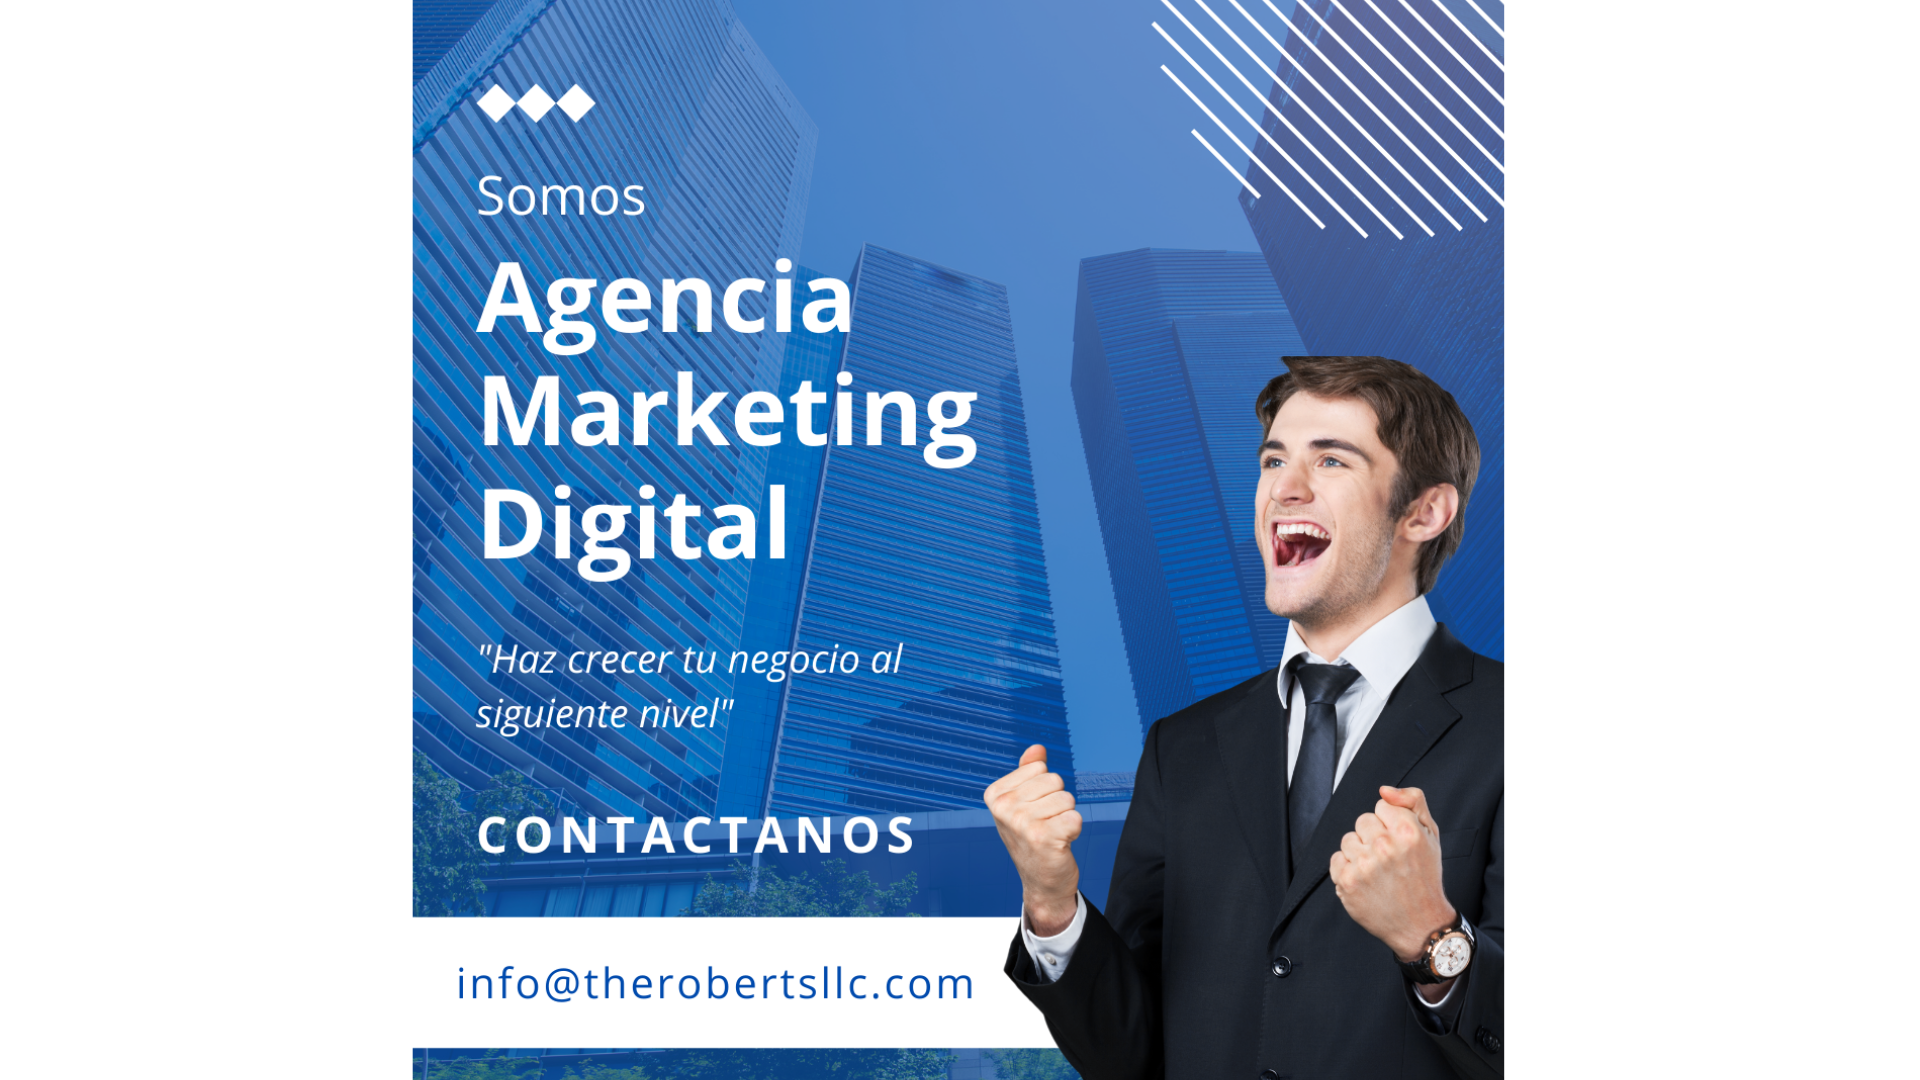 Somos
Agencia
Marketing
Digital
"Haz crecer tu negocio al
siguiente nivel"
CONTACTANOS
info@therobertsllc.com